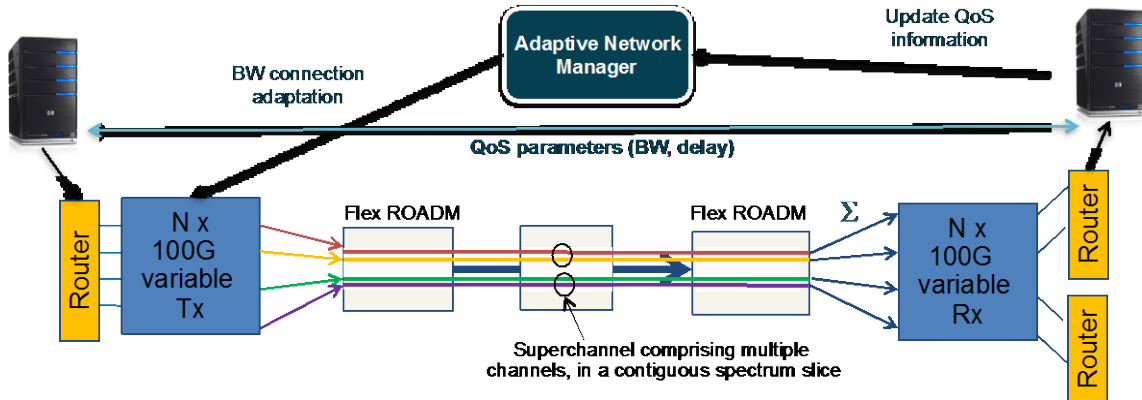 Update QoS
information
Adaptive Network
Manager
BW connection
adaptation
QoS parameters (BW, delay)
Router
N x
100G
variable
Tx
Flex ROADM
Flex ROADM
Σ
N x
100G
variable
Rx
Router
Router
Superchannel comprising multiple
channels, in a contiguous spectrum slice